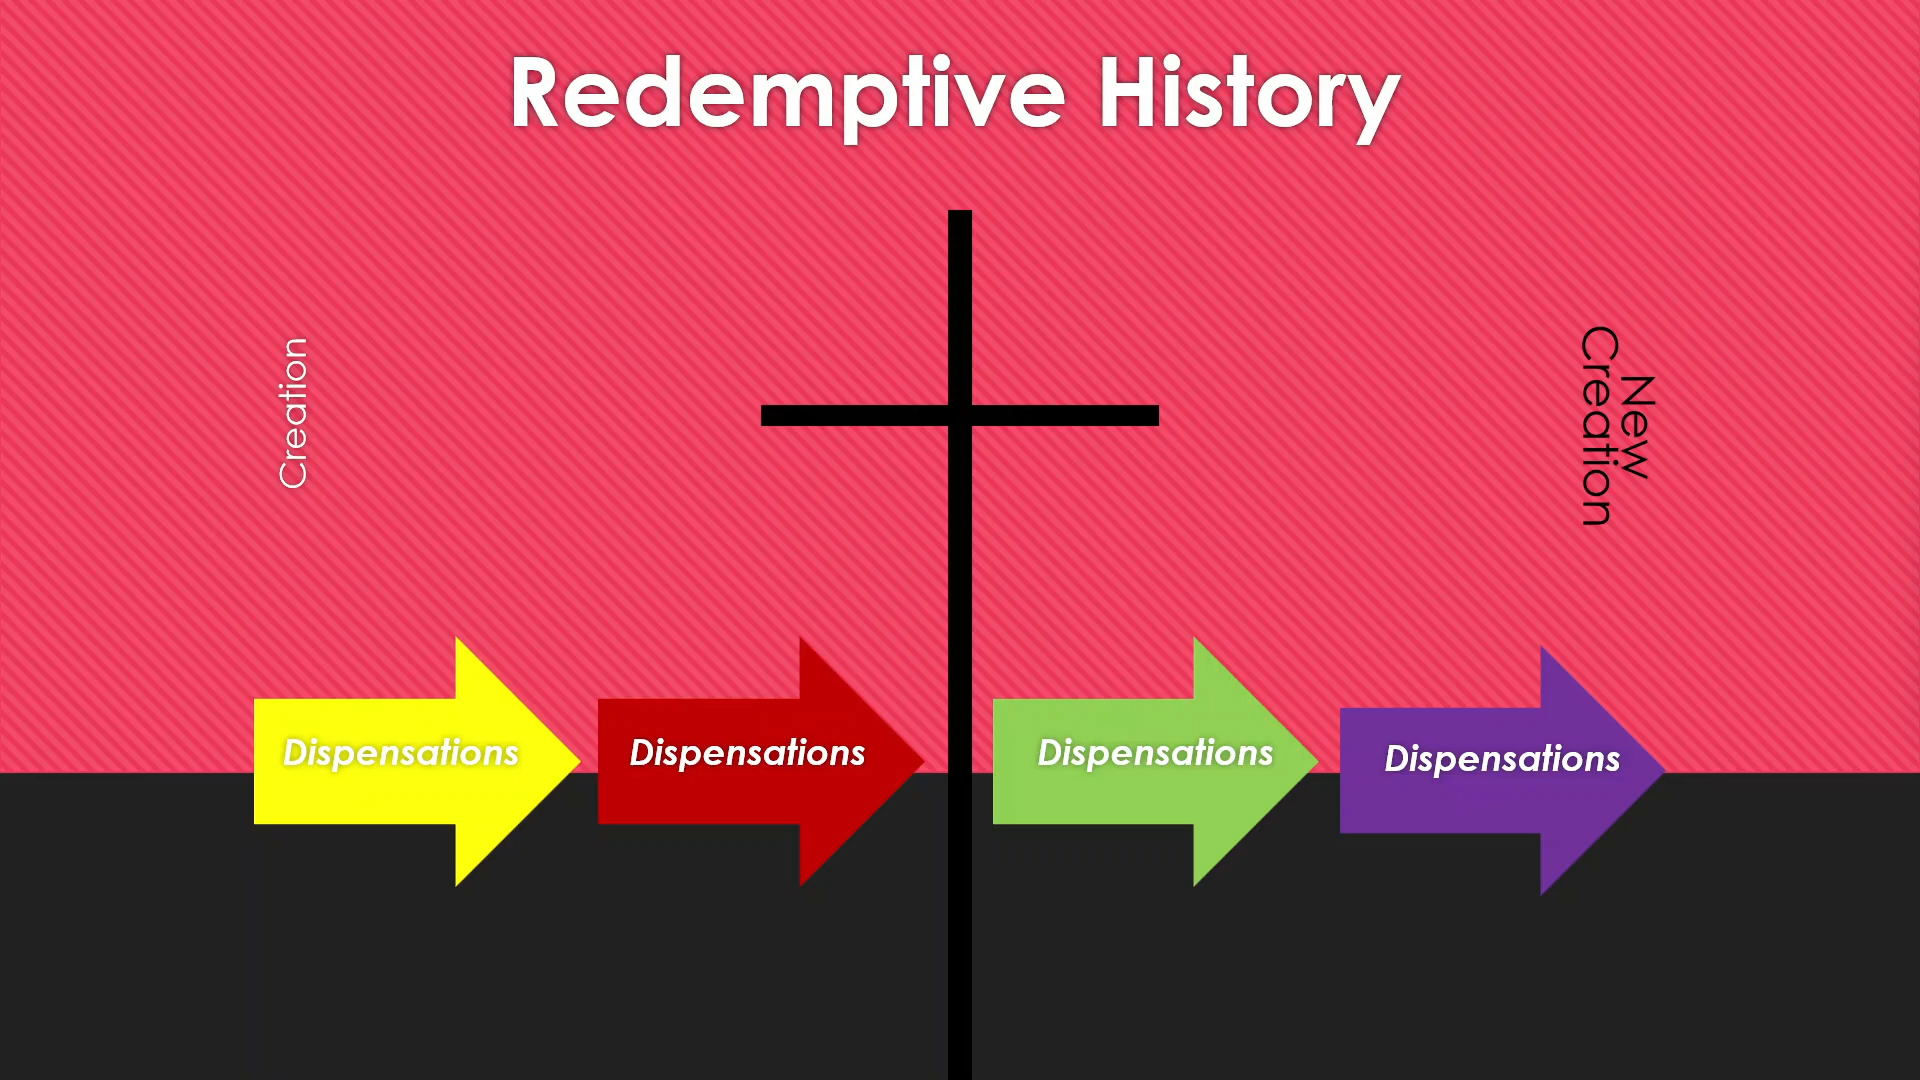 Redemptive History
Creation
New
Creation
Dispensations
Dispensations
Dispensations
Dispensations